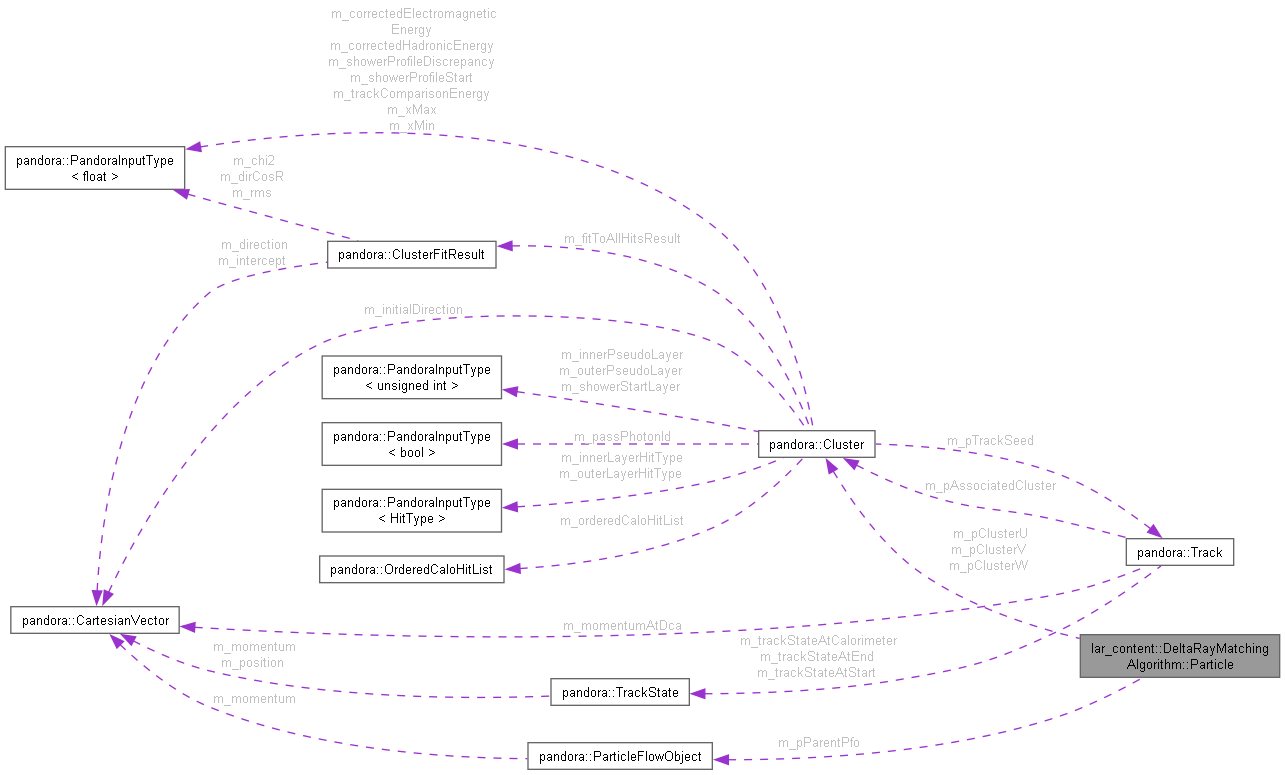 m_correctedElectromagnetic
Energy
m_correctedHadronicEnergy
m_showerProfileDiscrepancy
m_showerProfileStart
m_trackComparisonEnergy
m_xMax
m_xMin
pandora::PandoraInputType
< float >
m_chi2
m_dirCosR
m_rms
m_direction
m_intercept
pandora::ClusterFitResult
m_fitToAllHitsResult
m_initialDirection
pandora::PandoraInputType
< unsigned int >
m_innerPseudoLayer
m_outerPseudoLayer
m_showerStartLayer
pandora::PandoraInputType
< bool >
m_passPhotonId
pandora::Cluster
m_pTrackSeed
m_innerLayerHitType
m_outerLayerHitType
pandora::PandoraInputType
< HitType >
m_pAssociatedCluster
m_orderedCaloHitList
m_pClusterU
m_pClusterV
m_pClusterW
pandora::Track
pandora::OrderedCaloHitList
pandora::CartesianVector
m_momentumAtDca
m_trackStateAtCalorimeter
m_trackStateAtEnd
m_trackStateAtStart
lar_content::DeltaRayMatching
Algorithm::Particle
m_momentum
m_position
pandora::TrackState
m_momentum
m_pParentPfo
pandora::ParticleFlowObject